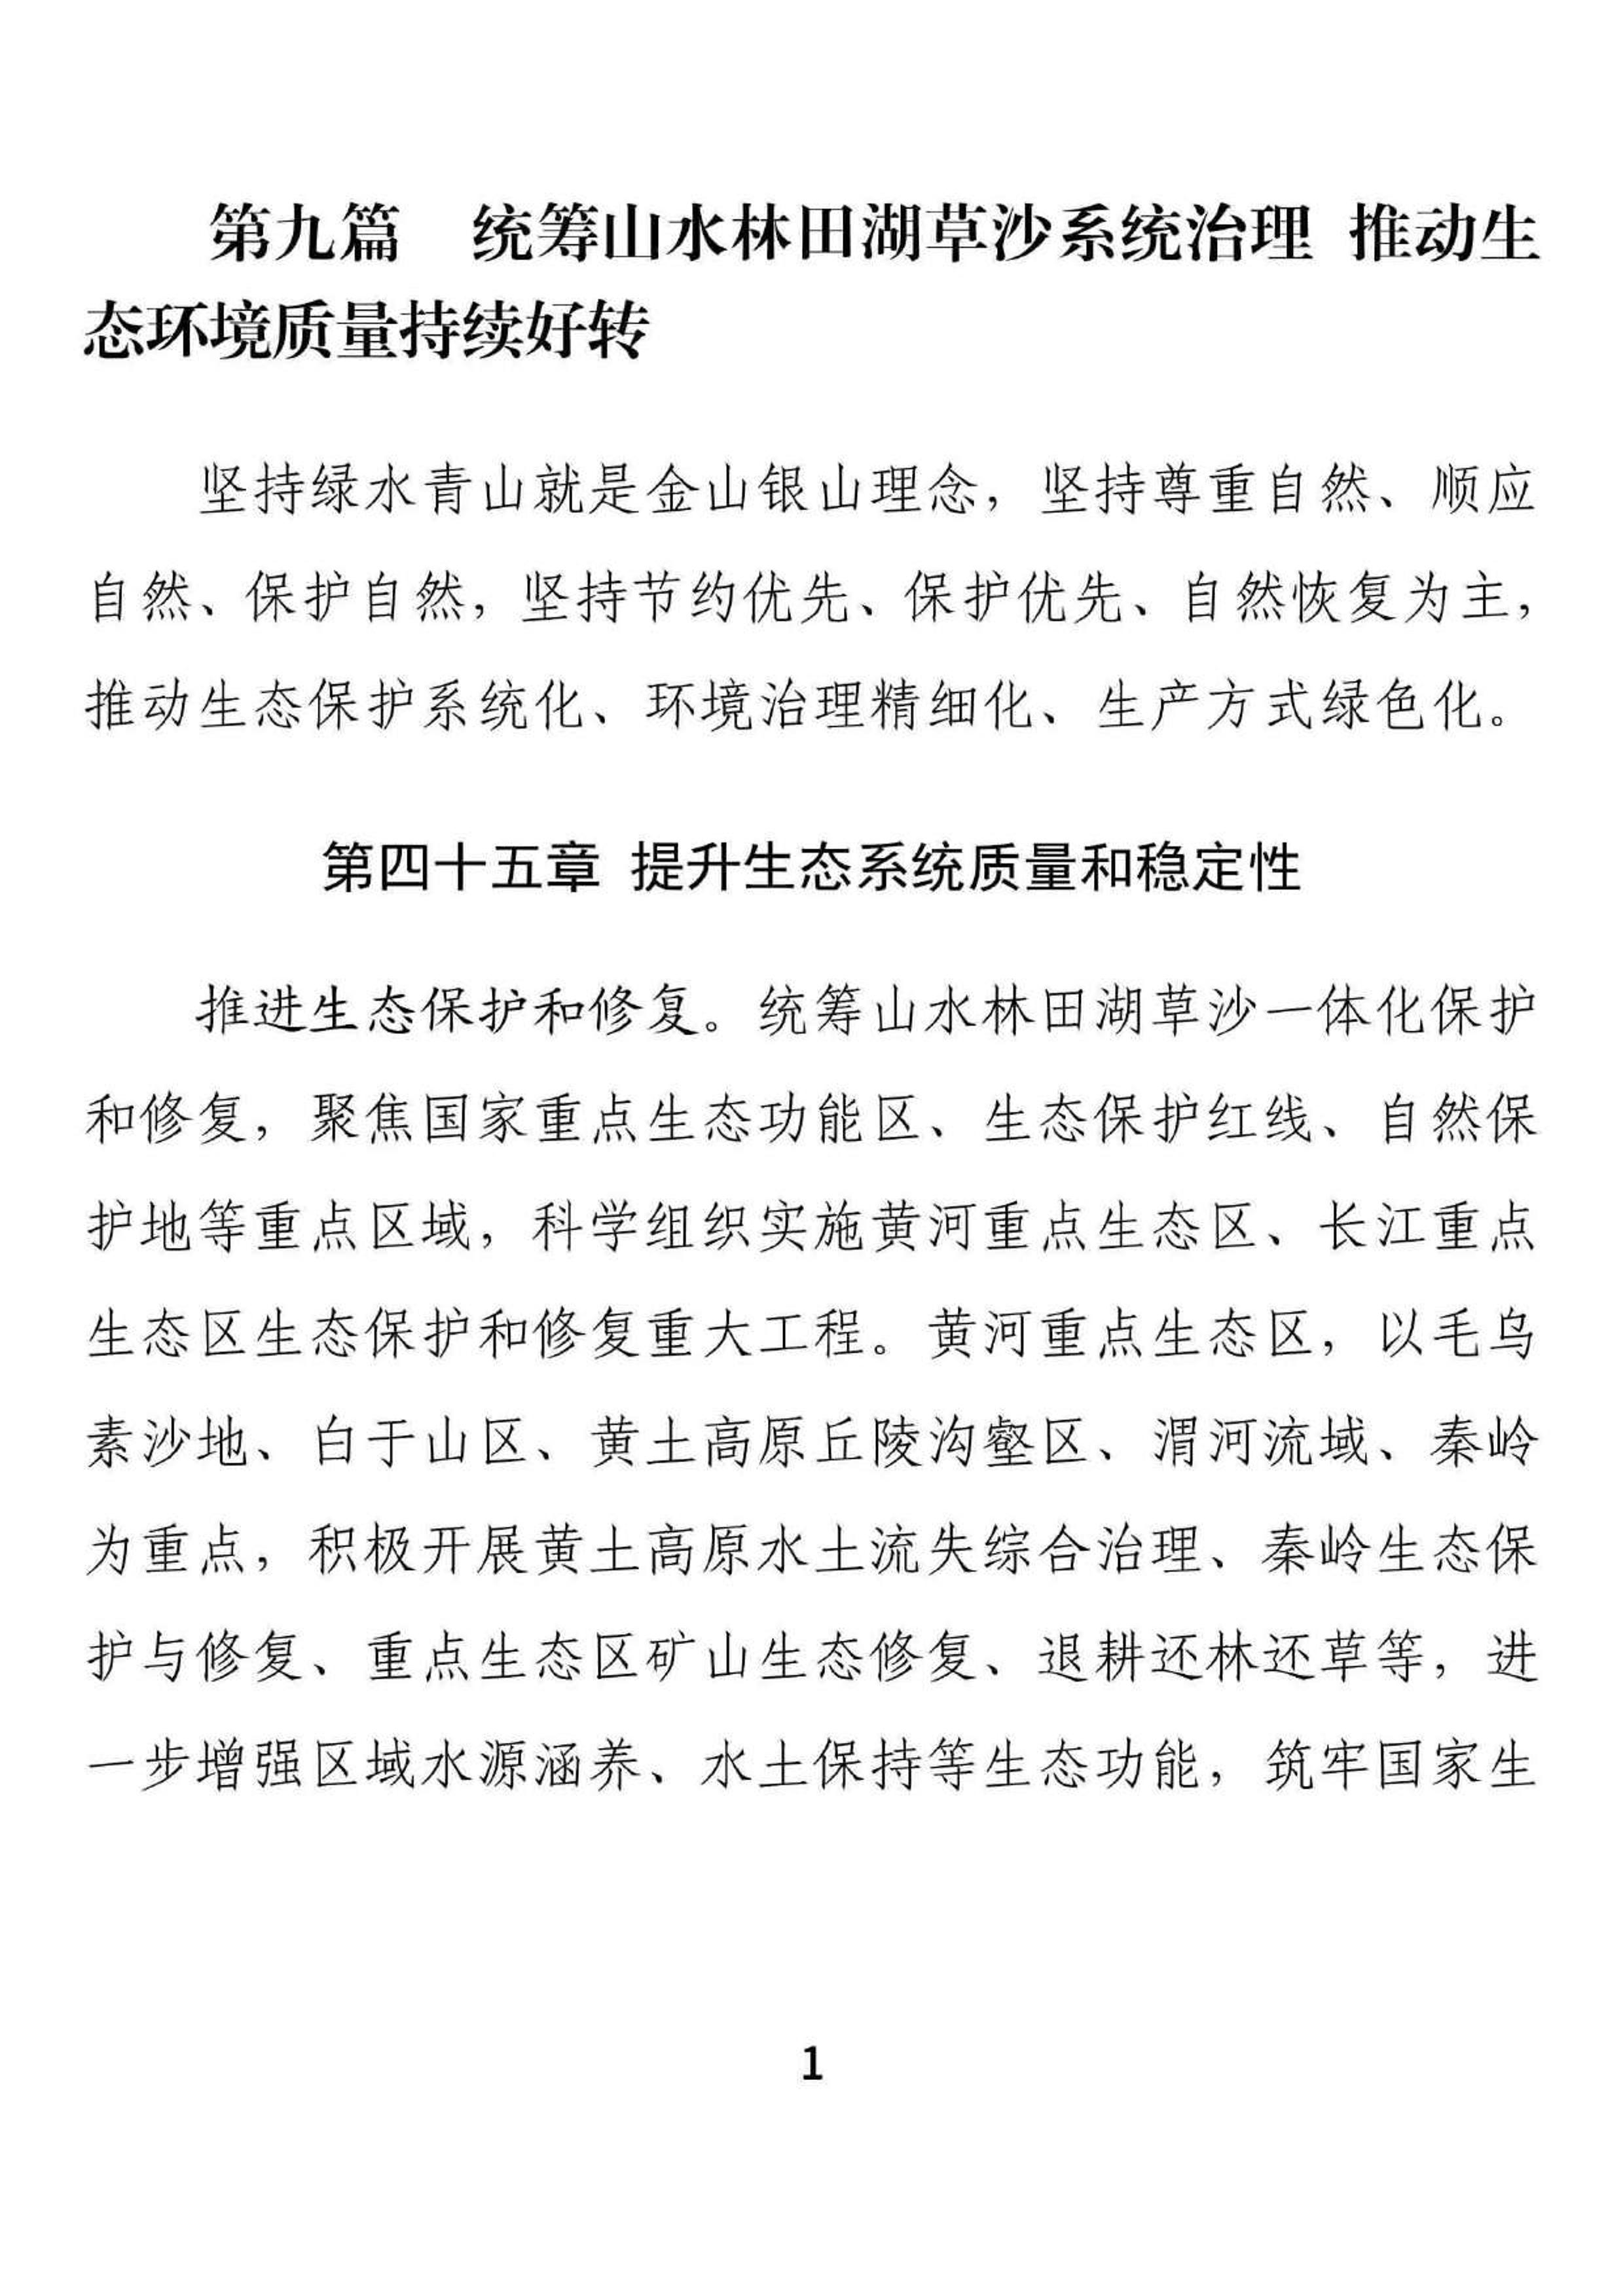 第九篇　统筹山水林田湖草沙系统治理 推动生
态环境质量持续好转
坚持绿水青山就是金山银山理念，坚持尊重自然、顺应
自然、保护自然，坚持节约优先、保护优先、自然恢复为主，
推动生态保护系统化、环境治理精细化、生产方式绿色化。
第四十五章 提升生态系统质量和稳定性
推进生态保护和修复。统筹山水林田湖草沙一体化保护
和修复，聚焦国家重点生态功能区、生态保护红线、自然保
护地等重点区域，科学组织实施黄河重点生态区、长江重点
生态区生态保护和修复重大工程。黄河重点生态区，以毛乌
素沙地、白于山区、黄土高原丘陵沟壑区、渭河流域、秦岭
为重点，积极开展黄土高原水土流失综合治理、秦岭生态保
护与修复、重点生态区矿山生态修复、退耕还林还草等，进
一步增强区域水源涵养、水土保持等生态功能，筑牢国家生
1